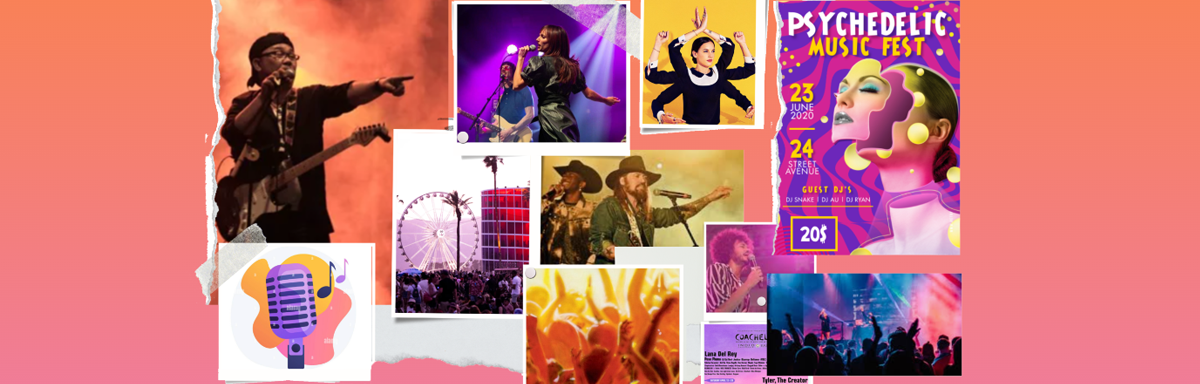 PSYCHEDELIC
MUSIC FEST
23
JUNE
2020
24
STREET
AVENUE
GUEST DJ'S
DJ SNAKE | DJ AU | DJ RYAN
20$
Lana Del Rey
Tyler, The Creator